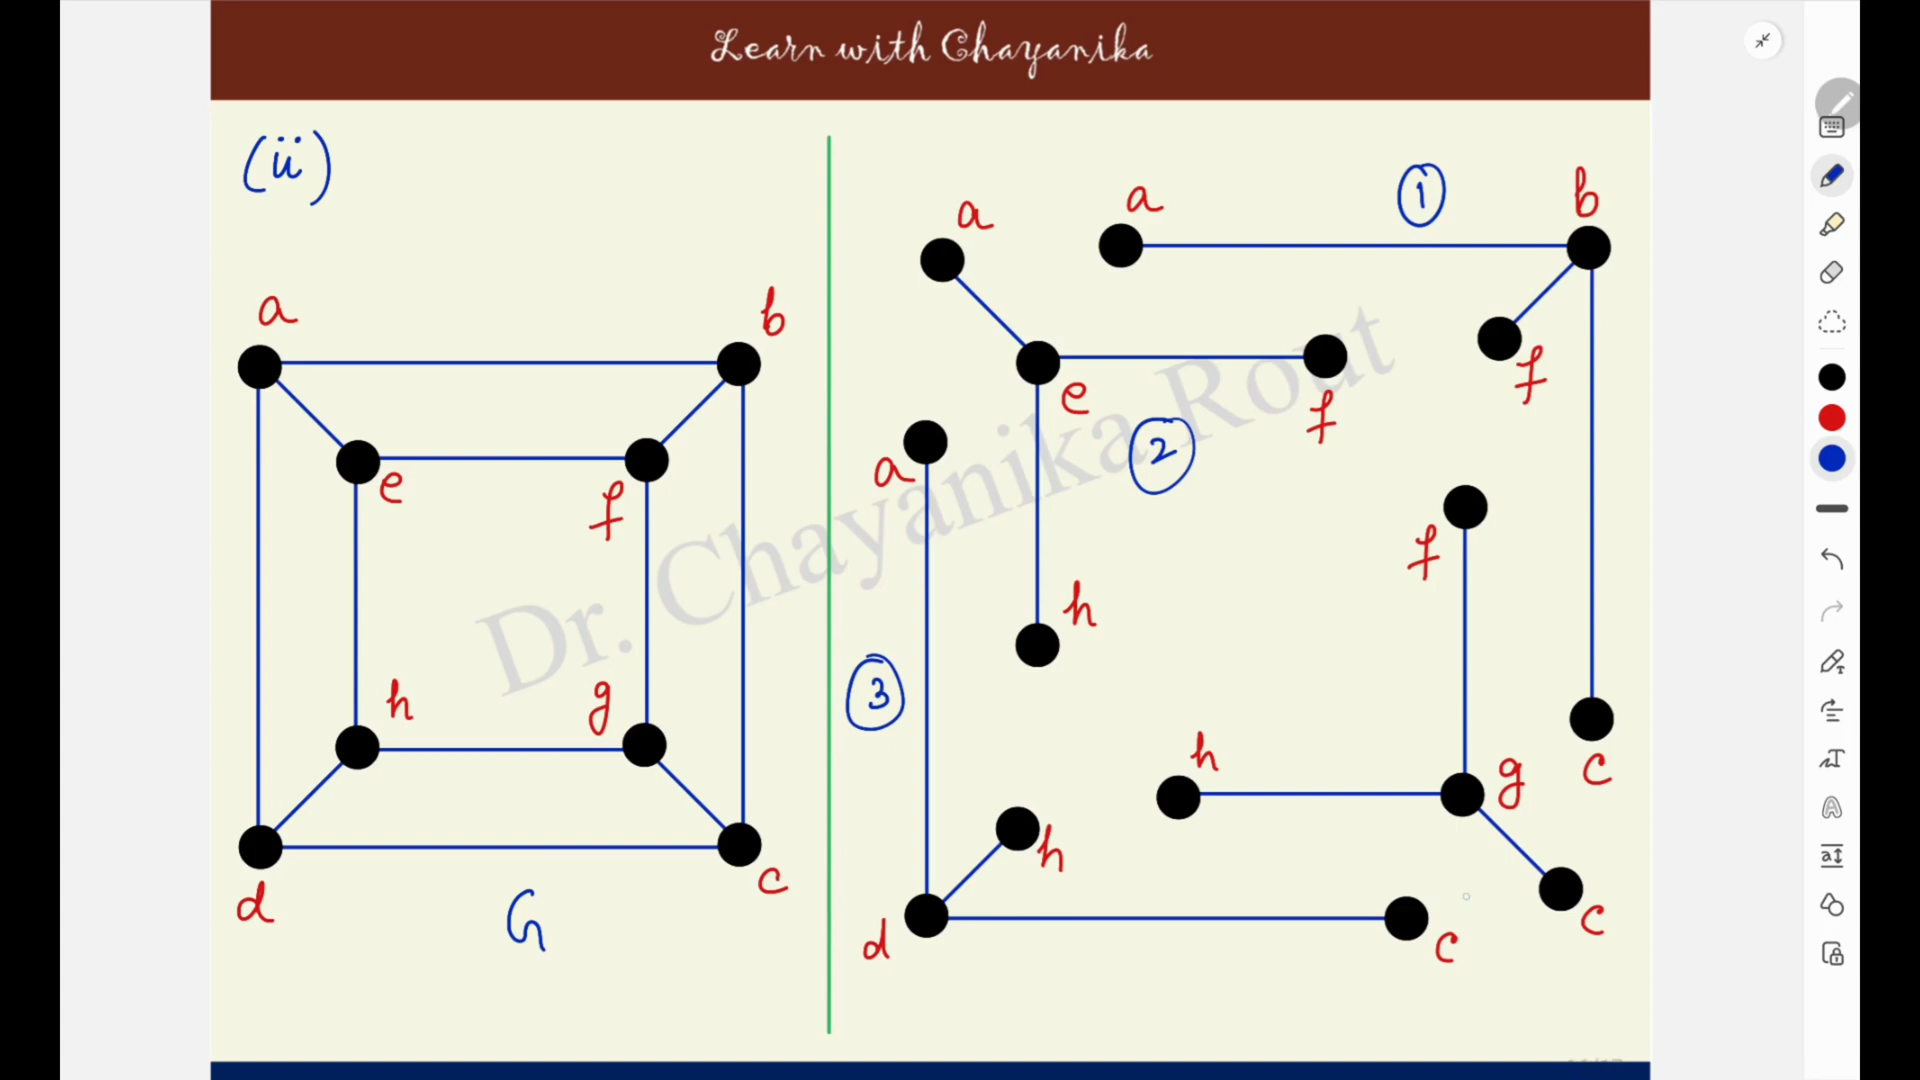 Learn with Chayanika
(ii)
a
b
e
f
h
g
d
c
G
Dr. Chayanika Rout
a
a
1
b
e
f
f
2
a
3
h
f
h
g
c
h
d
c
c